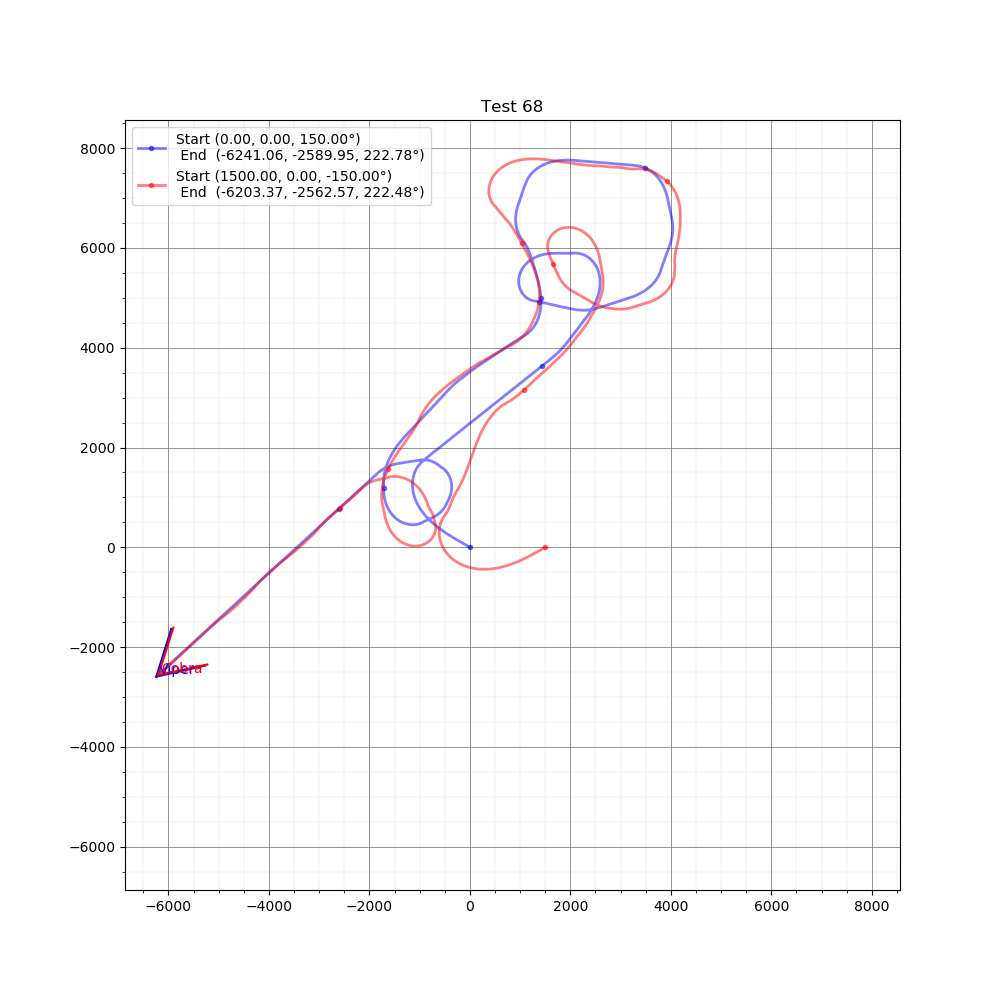 Test 68
Start (0.00, 0.00, 150.00°)
End (-6241.06, -2589.95, 222.78°)
Start (1500.00, 0.00, -150.00°)
End (-6203.37, -2562.57, 222.48°)
8000
6000
4000
2000
0
−2000
−4000
−6000
−6000 −4000 −2000 0 2000 4000 6000 8000